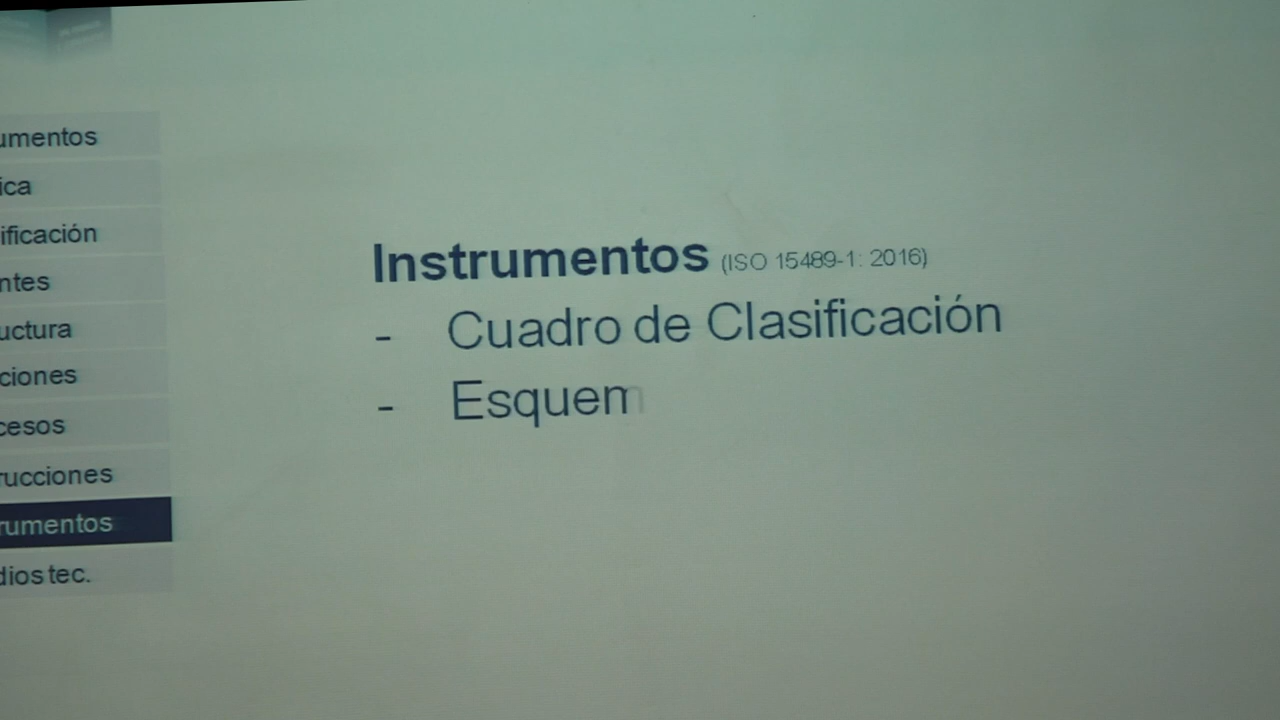 umentos
ica
ificación
ntes
uctura
ciones
cesos
rucciones
rumentos
dios tec.
Instrumentos (ISO 15489-1: 2016)
- Cuadro de Clasificación
- Esquem